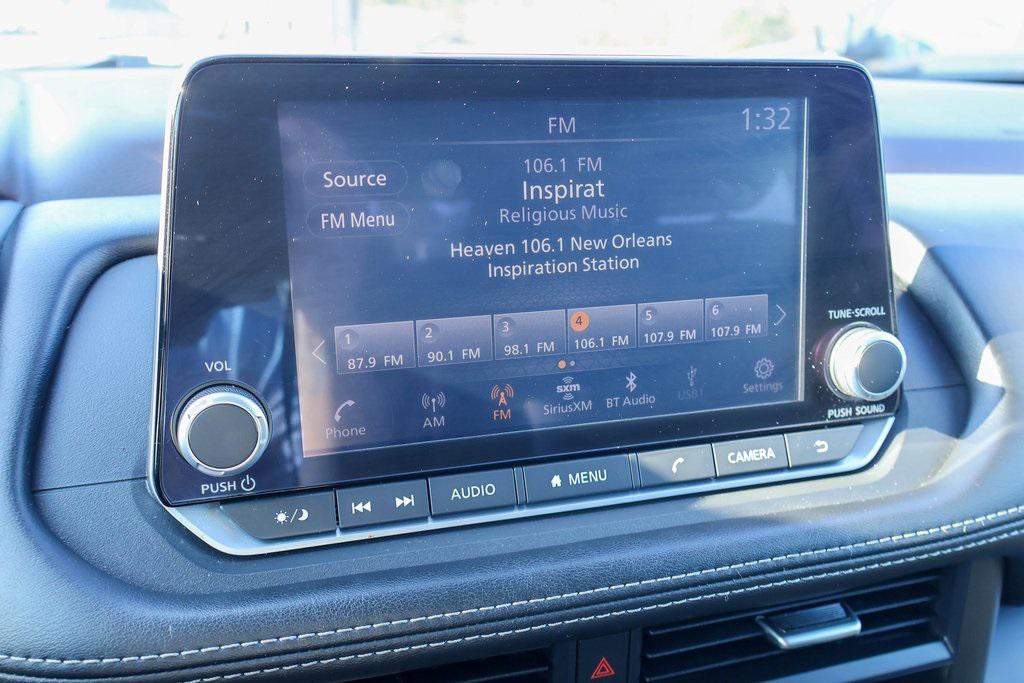 FM
1:32
106.1 FM
Source
Inspirat
Religious Music
FM Menu
Heaven 106.1 New Orleans
Inspiration Station
1 2 3 4 5 6
87.9 FM 90.1 FM 98.1 FM 106.1 FM 107.9 FM 107.9 FM
Phone AM FM sxm SiriusXM BT Audio USB1 Settings
VOL
PUSH
TUNE·SCROLL
PUSH SOUND
AUDIO MENU CAMERA